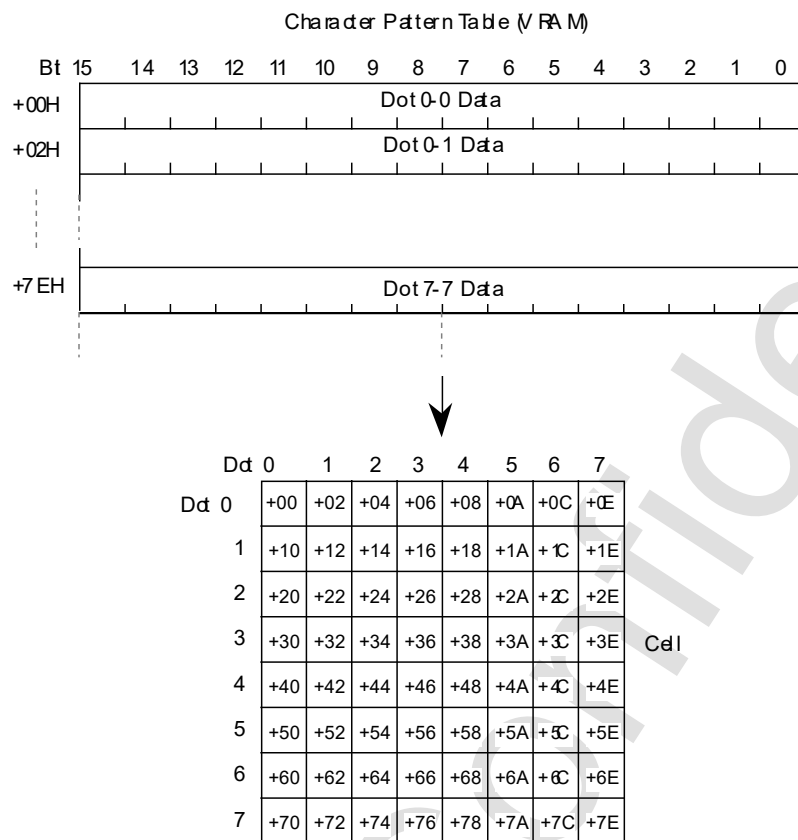 Character Pattern Table (VRAM)
Bit 15 14 13 12 11 10 9 8 7 6 5 4 3 2 1 0
+00H Dot 0-0 Data
+02H Dot 0-1 Data
+7EH Dot 7-7 Data
Dot 0 1 2 3 4 5 6 7
Dot 0 +00 +02 +04 +06 +08 +0A +0C +0E
1 +10 +12 +14 +16 +18 +1A +1C +1E
2 +20 +22 +24 +26 +28 +2A +2C +2E
3 +30 +32 +34 +36 +38 +3A +3C +3E Cell
4 +40 +42 +44 +46 +48 +4A +4C +4E
5 +50 +52 +54 +56 +58 +5A +5C +5E
6 +60 +62 +64 +66 +68 +6A +6C +6E
7 +70 +72 +74 +76 +78 +7A +7C +7E